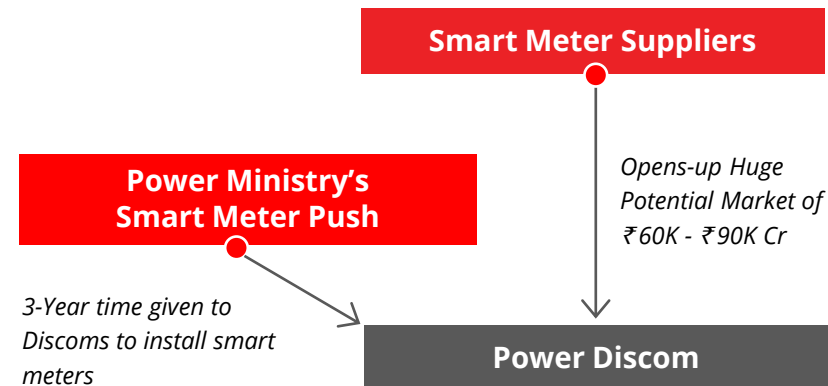 Smart Meter Suppliers
Power Ministry’s
Smart Meter Push
Opens-up Huge
Potential Market of
₹60K - ₹90K Cr
3-Year time given to
Discoms to install smart
meters
Power Discom